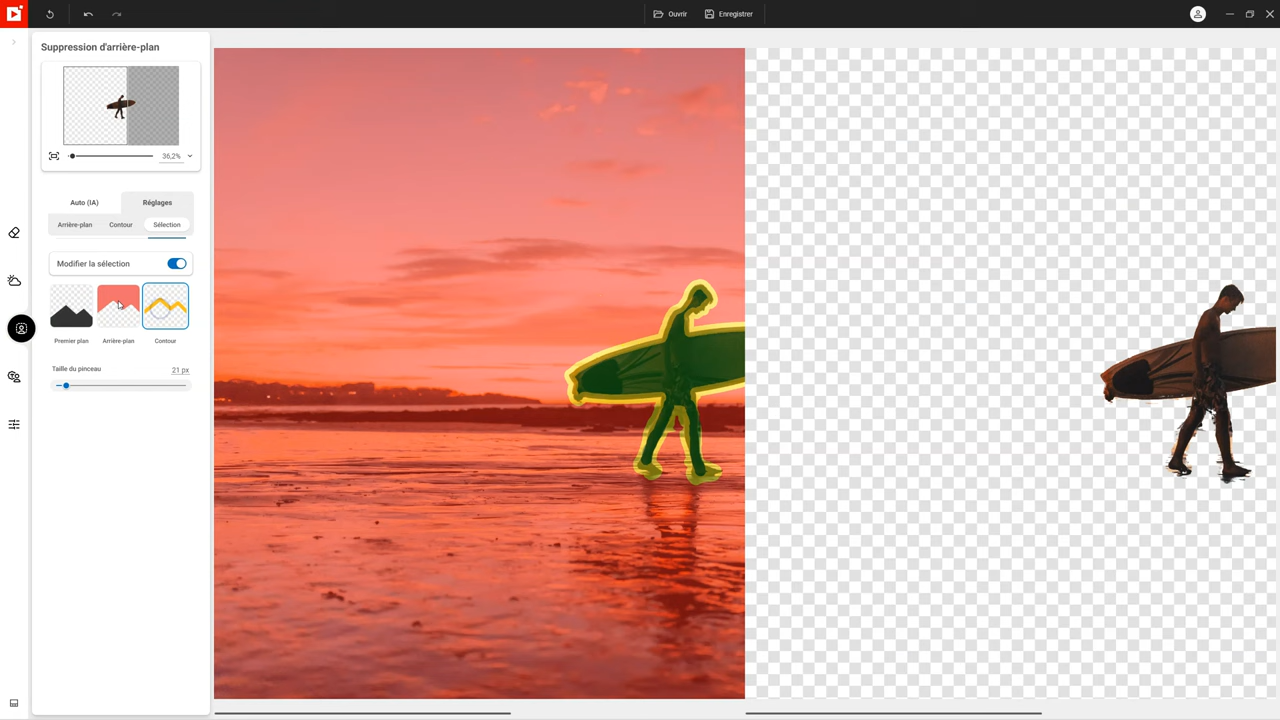 Ouvrir
Enregistrer
Suppression d'arrière-plan
36,2%
Auto (IA)
Réglages
Arrière-plan
Contour
Sélection
Modifier la sélection
Premier plan
Arrière-plan
Contour
Taille du pinceau
21 px